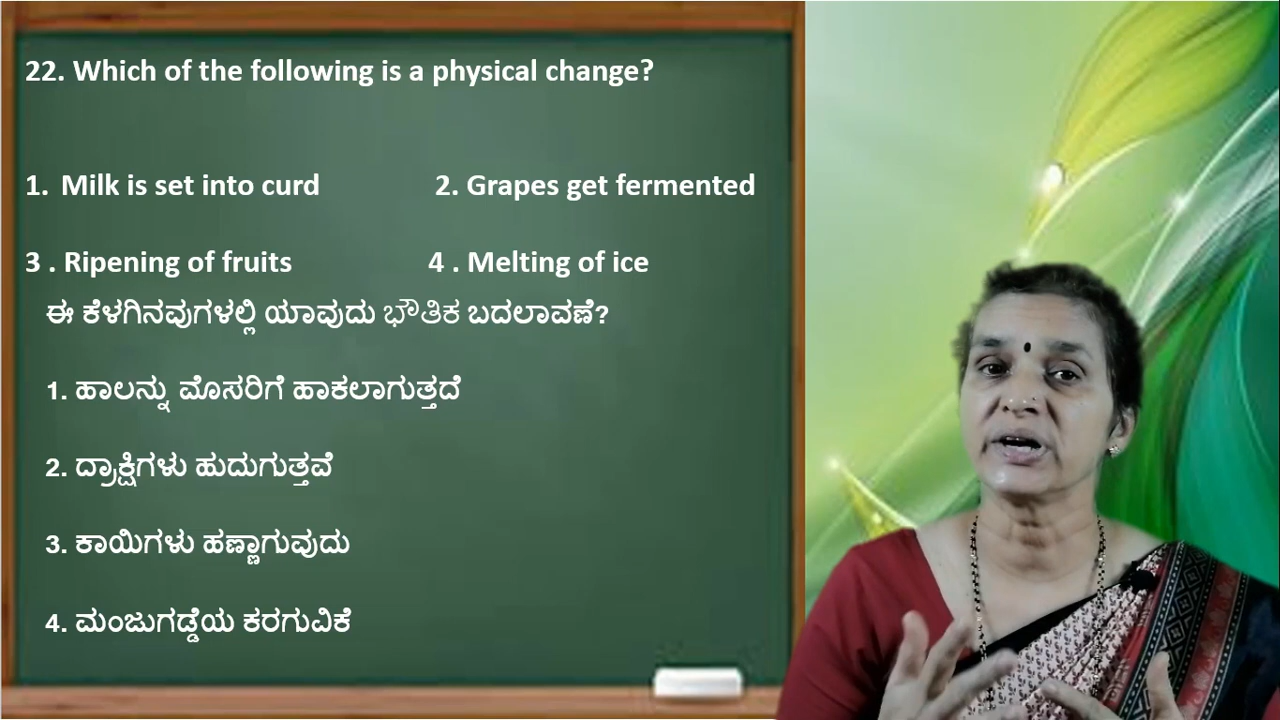 22. Which of the following is a physical change?
1. Milk is set into curd 2. Grapes get fermented
3 . Ripening of fruits 4 . Melting of ice
ಈ ಕೆಳಗಿನವುಗಳಲ್ಲಿ ಯಾವುದು ಭೌತಿಕ ಬದಲಾವಣೆ?
1. ಹಾಲನ್ನು ಮೊಸರಿಗೆ ಹಾಕಲಾಗುತ್ತದೆ
2. ದ್ರಾಕ್ಷಿಗಳು ಹುದುಗುತ್ತವೆ
3. ಕಾಯಿಗಳು ಹಣ್ಣಾಗುವುದು
4. ಮಂಜುಗಡ್ಡೆಯ ಕರಗುವಿಕೆ